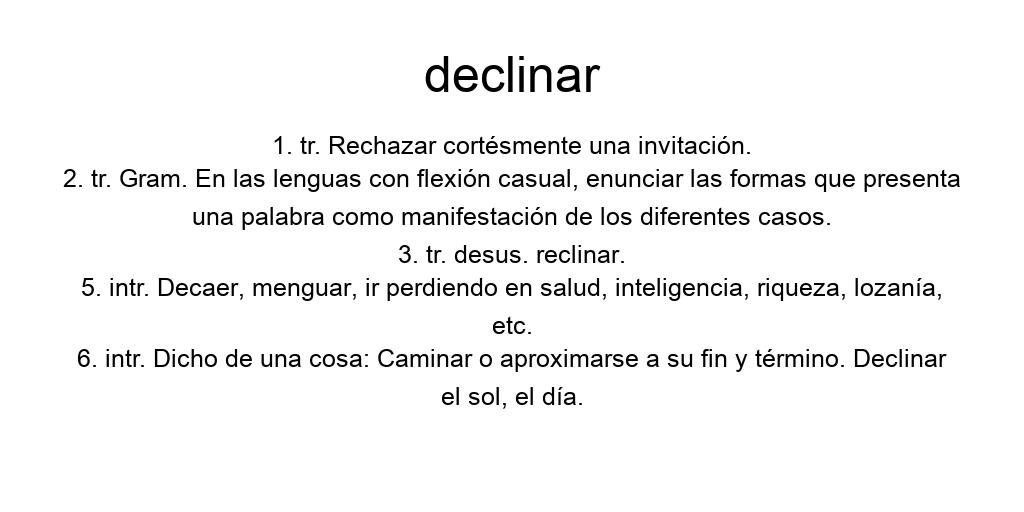 declinar
1. tr. Rechazar cortésmente una invitación.
2. tr. Gram. En las lenguas con flexión casual, enunciar las formas que presenta
una palabra como manifestación de los diferentes casos.
3. tr. desus. reclinar.
5. intr. Decaer, menguar, ir perdiendo en salud, inteligencia, riqueza, lozanía,
etc.
6. intr. Dicho de una cosa: Caminar o aproximarse a su fin y término. Declinar
el sol, el día.